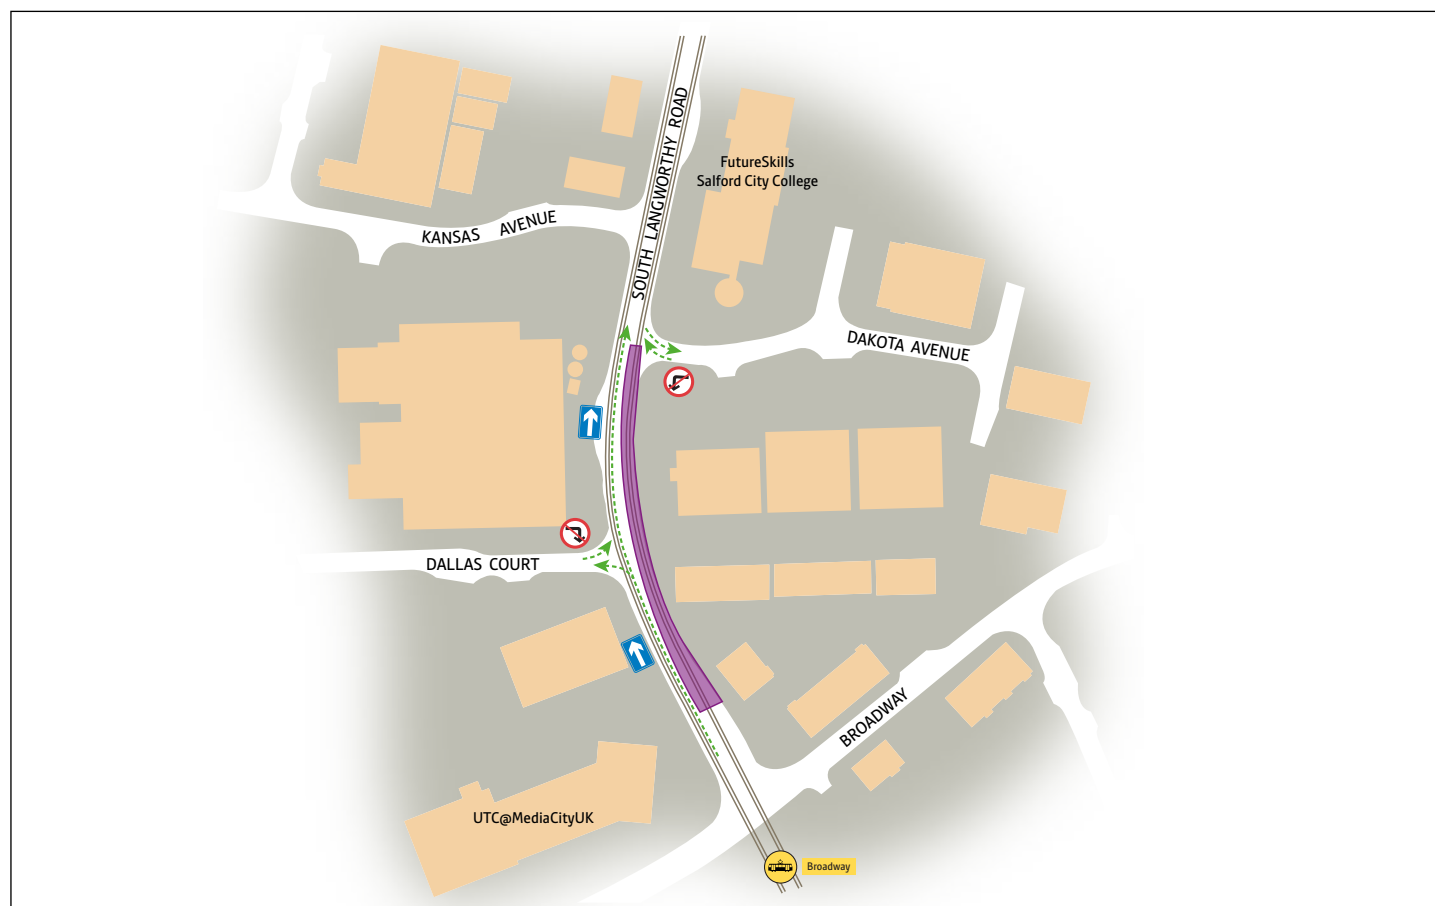 SOUTH LANGWORTHY ROAD
FutureSkills
Salford City College
KANSAS AVENUE
DAKOTA AVENUE
DALLAS COURT
BROADWAY
UTC@MediaCityUK
Broadway